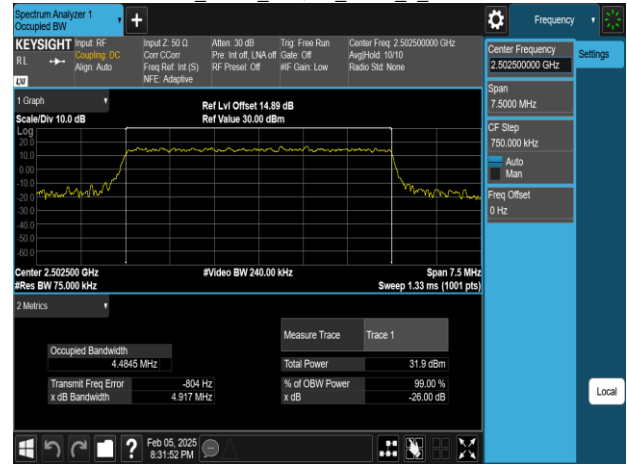 Spectrum Analyzer 1
Occupied BW
Frequency
KEYSIGHT
RL
LXI
Input: RF
Coupling: DC
Align: Auto
Input Z: 50 Ω
Corr CCorr
Freq Ref: Int (S)
NFE: Adaptive
Atten: 30 dB
Pre: Int off, LNA off
RF Presel: Off
Trig: Free Run
Gate: Off
#IF Gain: Low
Center Freq: 2.502500000 GHz
Avg|Hold: 10/10
Radio Std: None
Center Frequency
2.502500000 GHz
Settings
Span
7.5000 MHz
CF Step
750.000 kHz
Auto
Man
Freq Offset
0 Hz
Local
1 Graph
Scale/Div 10.0 dB
Ref Lvl Offset 14.89 dB
Ref Value 30.00 dBm
Log
20.0
10.0
0.00
-10.0
-20.0
-30.0
-40.0
-50.0
-60.0
Center 2.502500 GHz
#Video BW 240.00 kHz
Span 7.5 MHz
#Res BW 75.000 kHz
Sweep 1.33 ms (1001 pts)
2 Metrics
Measure Trace
Trace 1
Occupied Bandwidth
4.4845 MHz
Total Power
31.9 dBm
Transmit Freq Error
-804 Hz
% of OBW Power
99.00 %
x dB Bandwidth
4.917 MHz
x dB
-26.00 dB
?
Feb 05, 2025
8:31:52 PM